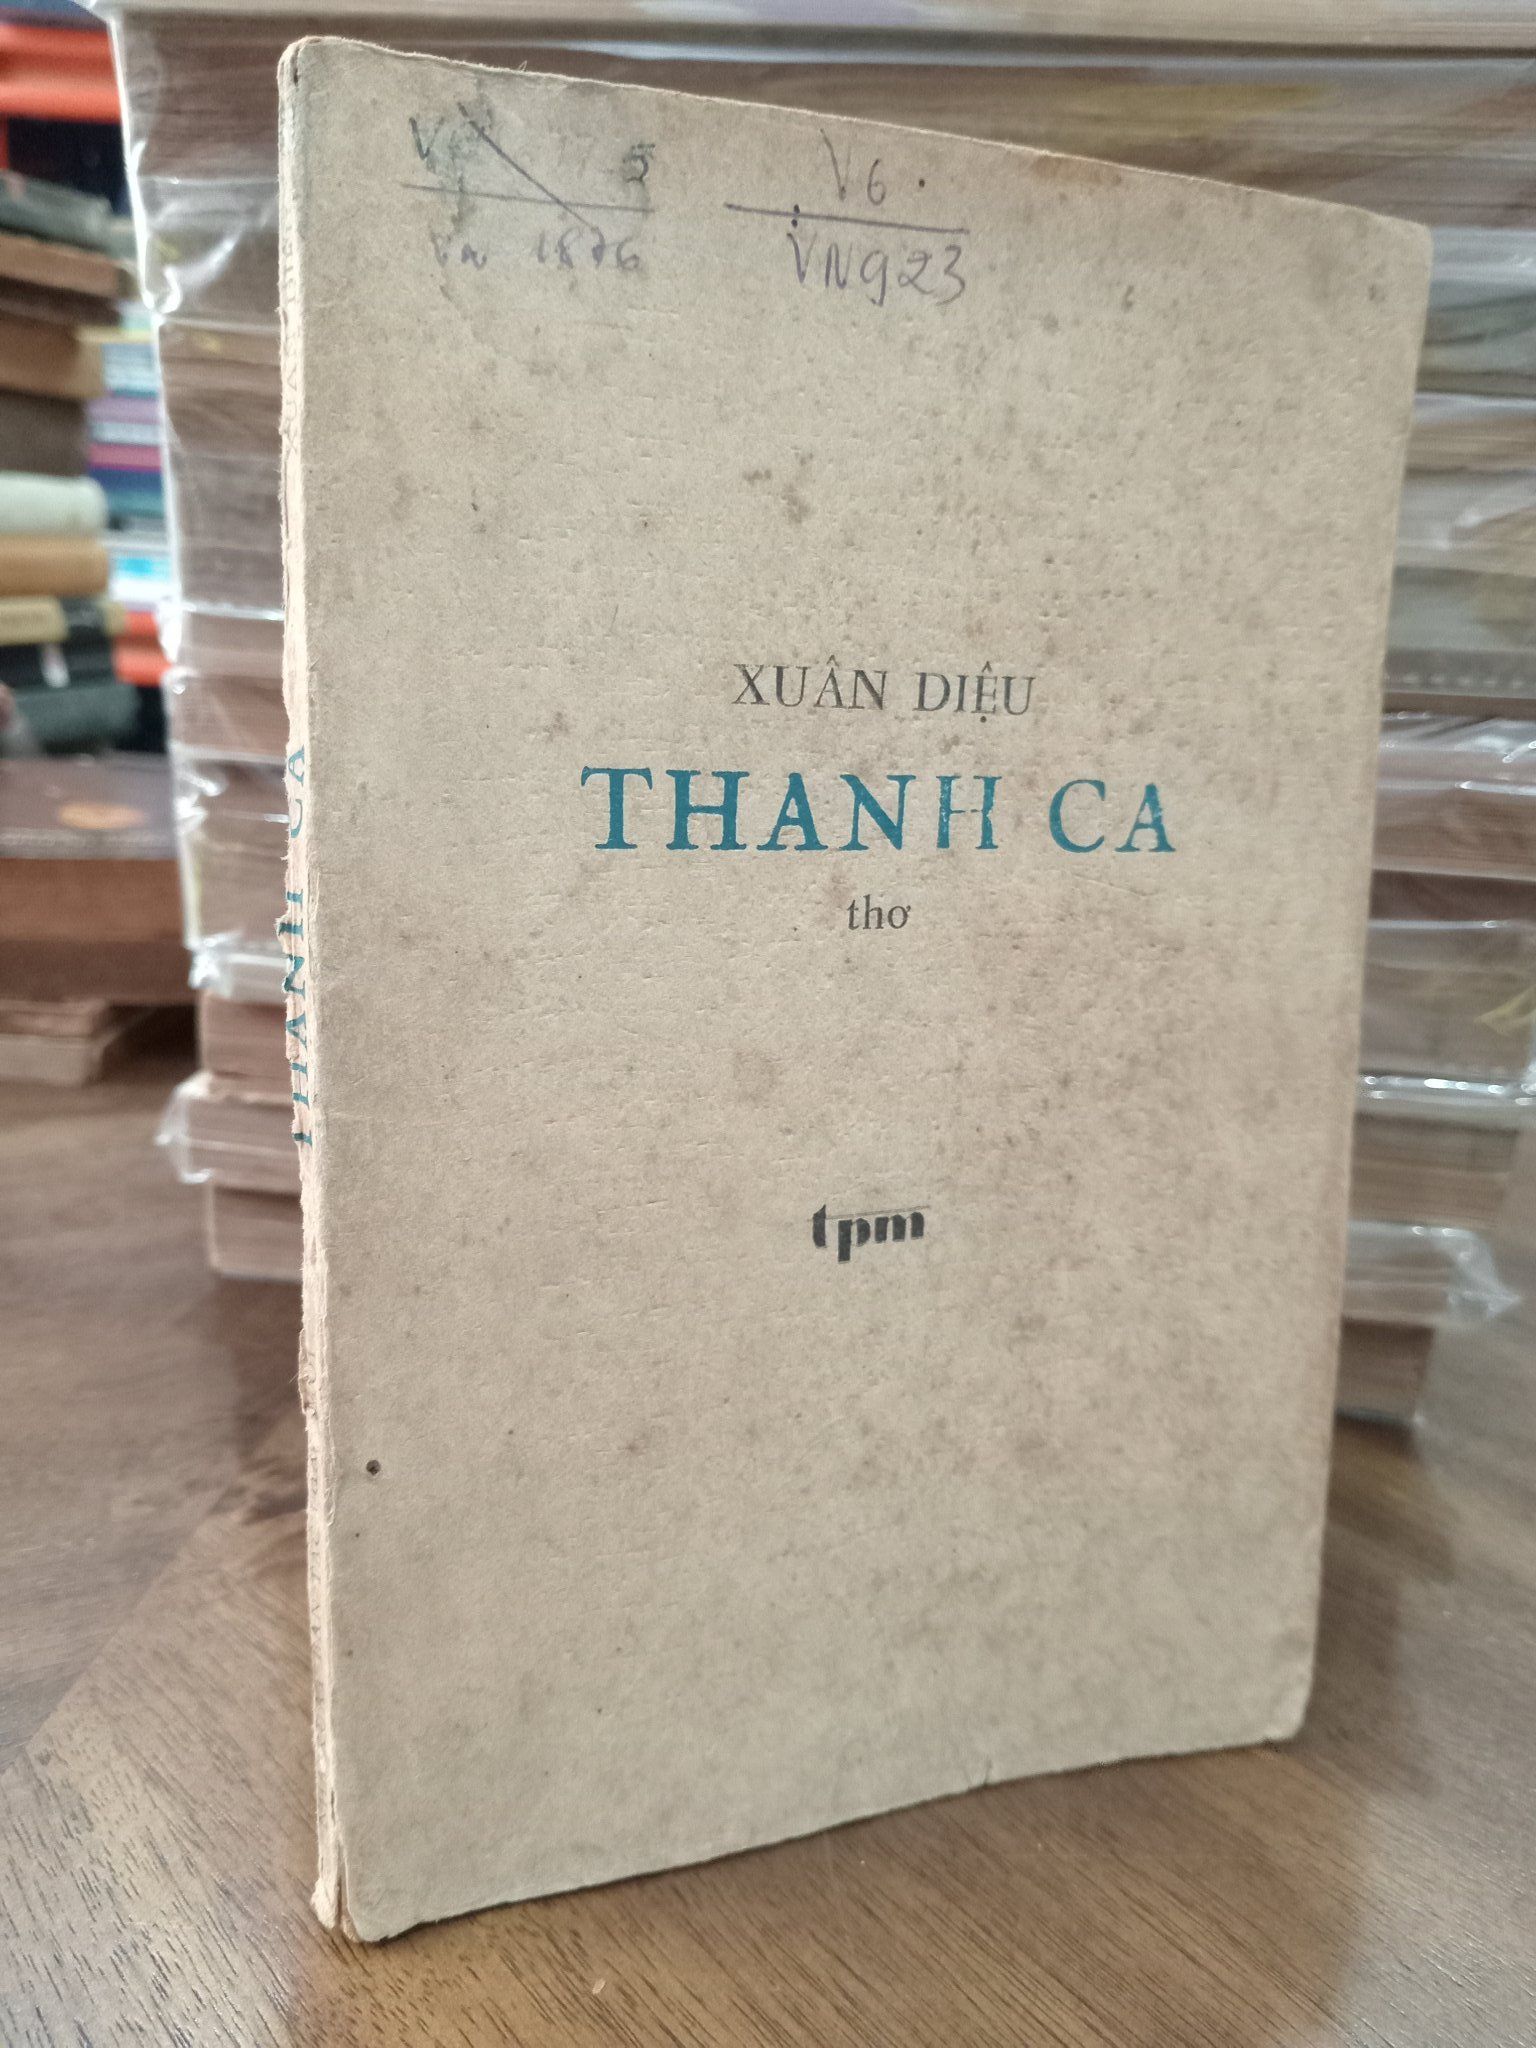 V6
VN923
XUÂN DIỆU
THANH CA
thơ
tpm
THANH CA